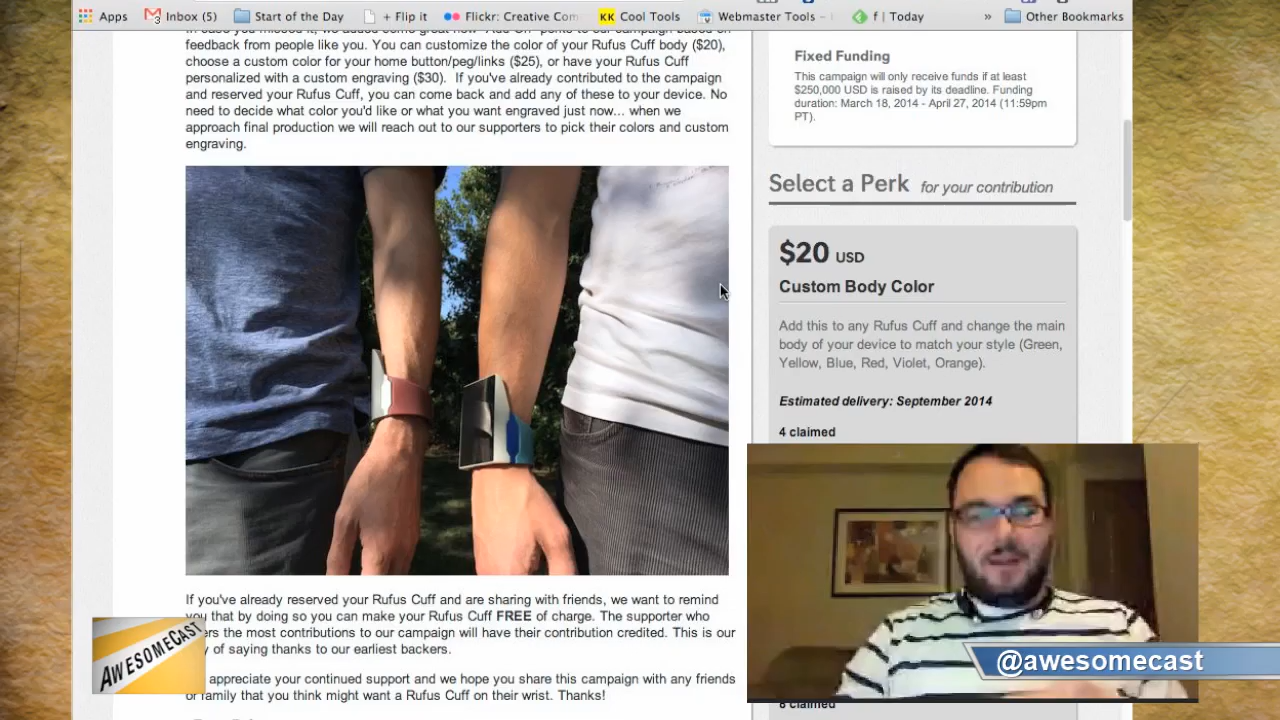 Apps
3 Inbox (5)
Start of the Day
+ Flip it
Flickr: Creative Com
KK Cool Tools
Webmaster Tools -
f | Today
»
Other Bookmarks
feedback from people like you. You can customize the color of your Rufus Cuff body ($20),
choose a custom color for your home button/peg/links ($25), or have your Rufus Cuff
personalized with a custom engraving ($30). If you've already contributed to the campaign
and reserved your Rufus Cuff, you can come back and add any of these to your device. No
need to decide what color you'd like or what you want engraved just now... when we
approach final production we will reach out to our supporters to pick their colors and custom
engraving.
If you've already reserved your Rufus Cuff and are sharing with friends, we want to remind
you that by doing so you can make your Rufus Cuff FREE of charge. The supporter who
the most contributions to our campaign will have their contribution credited. This is our
of saying thanks to our earliest backers.
appreciate your continued support and we hope you share this campaign with any friends
or family that you think might want a Rufus Cuff on their wrist. Thanks!
Fixed Funding
This campaign will only receive funds if at least
$250,000 USD is raised by its deadline. Funding
duration: March 18, 2014 - April 27, 2014 (11:59pm
PT).
Select a Perk for your contribution
$20 USD
Custom Body Color
Add this to any Rufus Cuff and change the main
body of your device to match your style (Green,
Yellow, Blue, Red, Violet, Orange).
Estimated delivery: September 2014
4 claimed
claimed
AWESOMECAST
@awesomecast